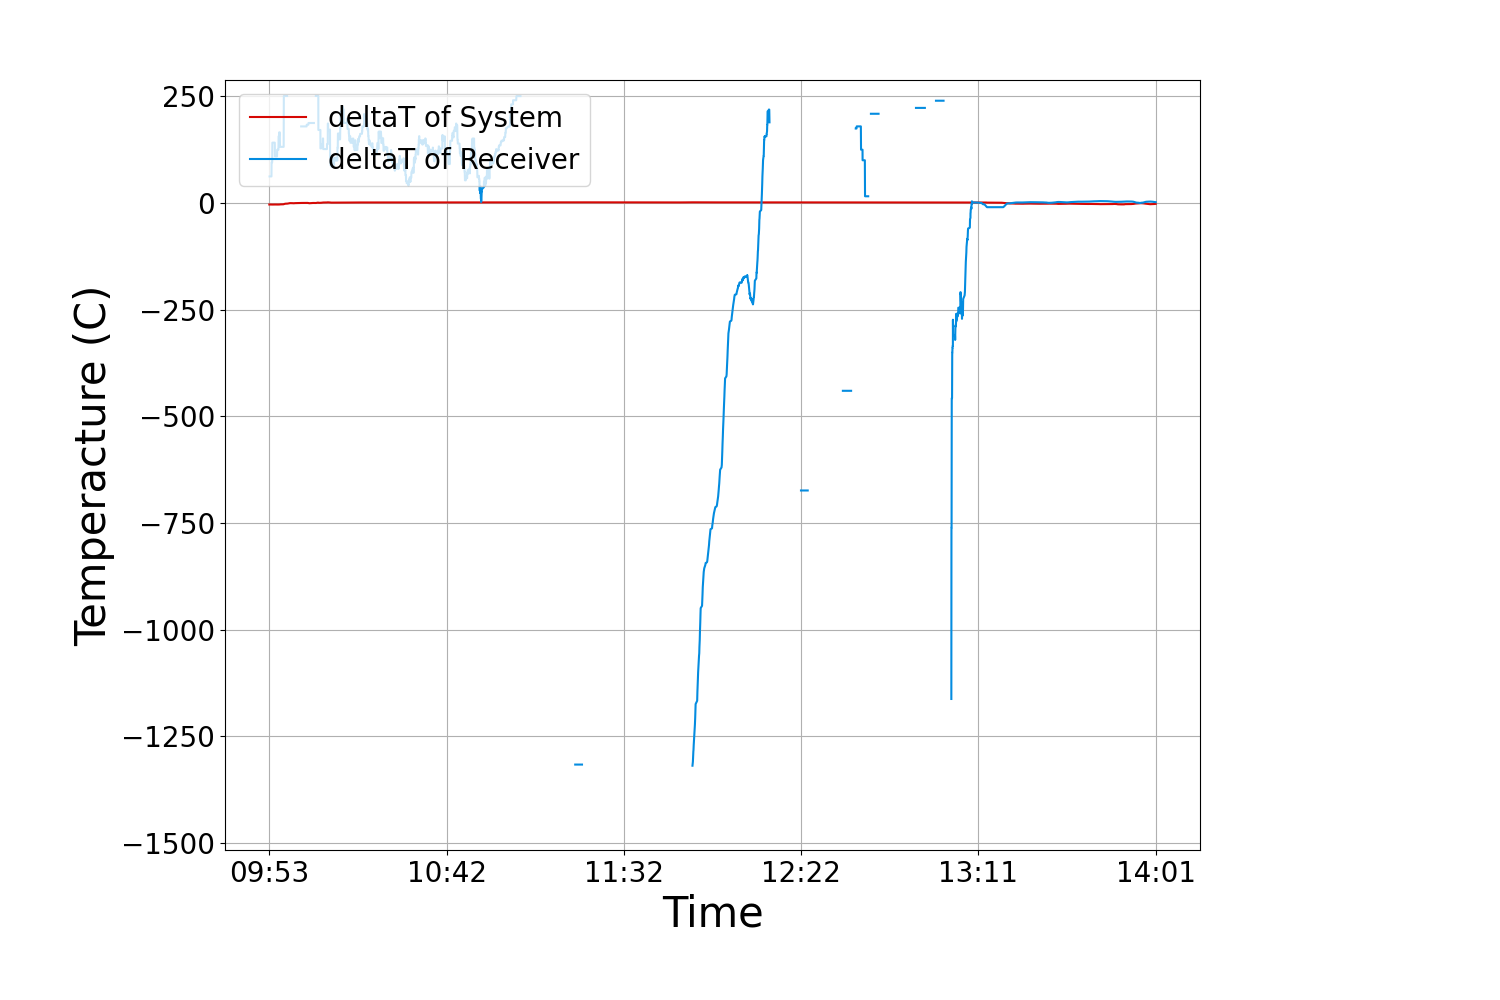 deltaT of System
deltaT of Receiver
250
0
−250
−500
−750
−1000
−1250
−1500
Temperacture (C)
09:53 10:42 11:32 12:22 13:11 14:01
Time